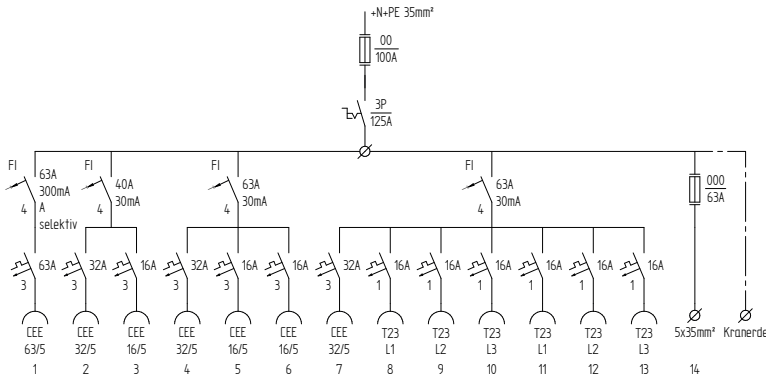 +N+PE 35mm²
00
100A
3P
125A
FI
63A
300mA
A
4
selektiv
FI
40A
30mA
4
FI
63A
30mA
4
FI
63A
30mA
4
000
63A
63A
3
32A
3
16A
3
32A
3
16A
3
16A
3
32A
3
16A
1
16A
1
16A
1
16A
1
16A
1
16A
1
CEE CEE CEE CEE CEE CEE CEE T23 T23 T23 T23 T23 T23 5x35mm² Kranerde
63/5 32/5 16/5 32/5 16/5 16/5 32/5 L1 L2 L3 L1 L2 L3
1 2 3 4 5 6 7 8 9 10 11 12 13 14